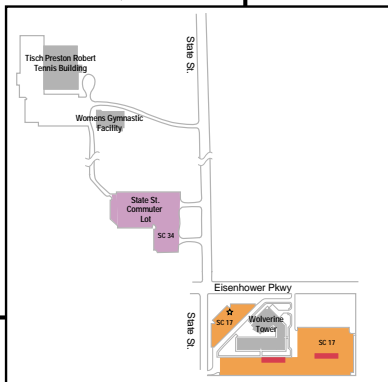 State St.
Tisch Preston Robert
Tennis Building
Womens Gymnastic
Facility
State St.
Commuter
Lot
SC 34
Eisenhower Pkwy
State St.
SC 17
Wolverine
Tower
SC 17